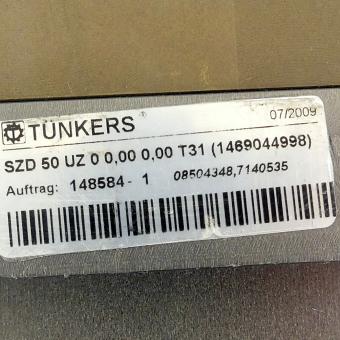 TÜNKERS® 07/2009
SZD 50 UZ 0 0,00 0,00 T31 (1469044998)
Auftrag: 148584- 1 08504348,7140535